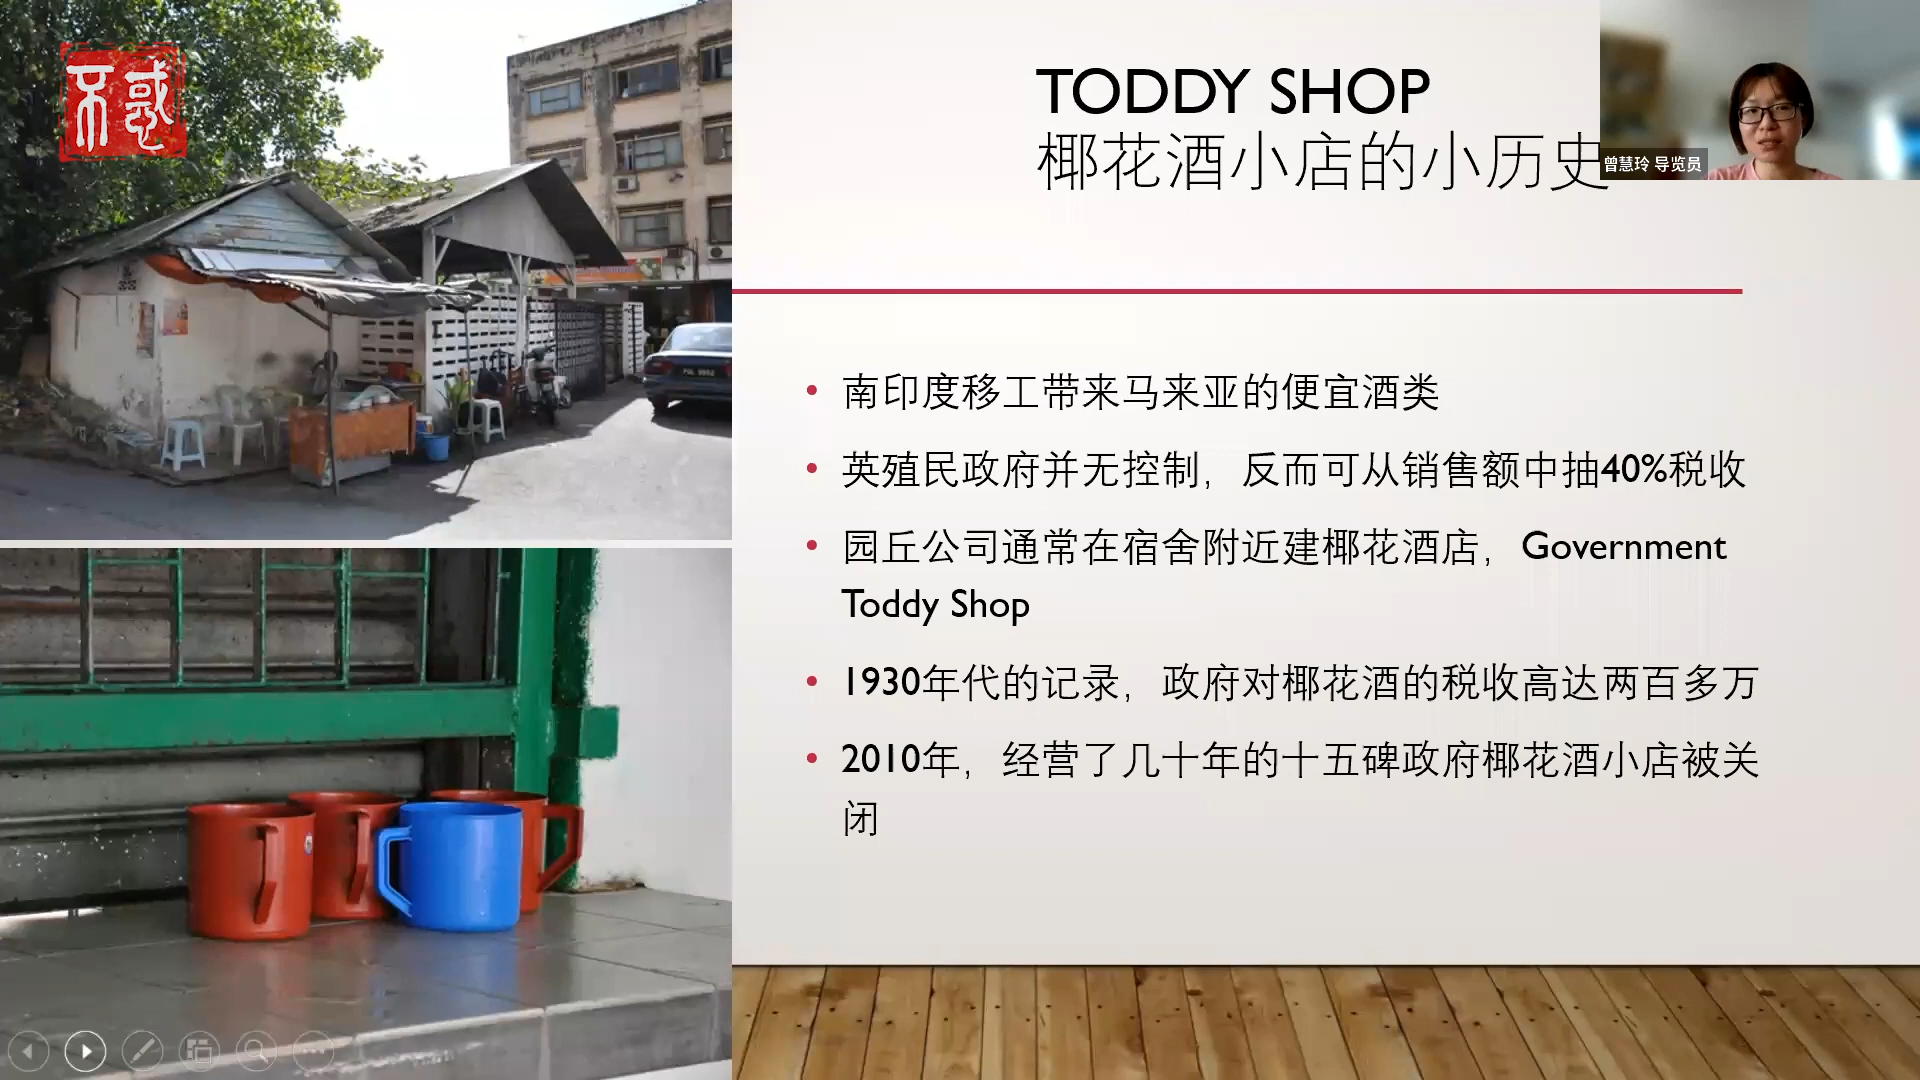 不惑
TODDY SHOP
椰花酒小店的小历史
曾慧玲 导览员
南印度移工带来马来亚的便宜酒类
英殖民政府并无控制，反而可从销售额中抽40%税收
园丘公司通常在宿舍附近建椰花酒店，Government
Toddy Shop
1930年代的记录，政府对椰花酒的税收高达两百多万
2010年，经营了几十年的十五碑政府椰花酒小店被关
闭